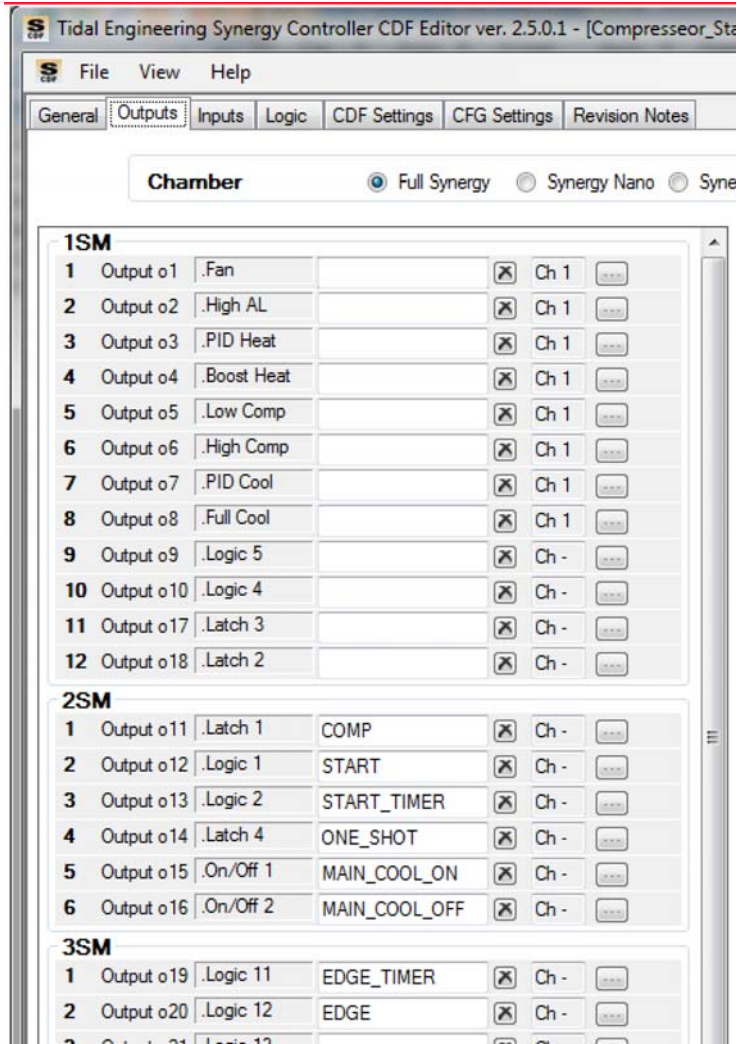 S CDF Tidal Engineering Synergy Controller CDF Editor ver. 2.5.0.1 - [Compresseor_Sta
S CDF File View Help
General Outputs Inputs Logic CDF Settings CFG Settings Revision Notes
Chamber Full Synergy Synergy Nano Syne
1SM
1 Output o1 .Fan Ch 1 ...
2 Output o2 .High AL Ch 1 ...
3 Output o3 .PID Heat Ch 1 ...
4 Output o4 .Boost Heat Ch 1 ...
5 Output o5 .Low Comp Ch 1 ...
6 Output o6 .High Comp Ch 1 ...
7 Output o7 .PID Cool Ch 1 ...
8 Output o8 .Full Cool Ch 1 ...
9 Output o9 .Logic 5 Ch - ...
10 Output o10 .Logic 4 Ch - ...
11 Output o17 .Latch 3 Ch - ...
12 Output o18 .Latch 2 Ch - ...
2SM
1 Output o11 .Latch 1 COMP Ch - ...
2 Output o12 .Logic 1 START Ch - ...
3 Output o13 .Logic 2 START_TIMER Ch - ...
4 Output o14 .Latch 4 ONE_SHOT Ch - ...
5 Output o15 .On/Off 1 MAIN_COOL_ON Ch - ...
6 Output o16 .On/Off 2 MAIN_COOL_OFF Ch - ...
3SM
1 Output o19 .Logic 11 EDGE_TIMER Ch - ...
2 Output o20 .Logic 12 EDGE Ch - ...